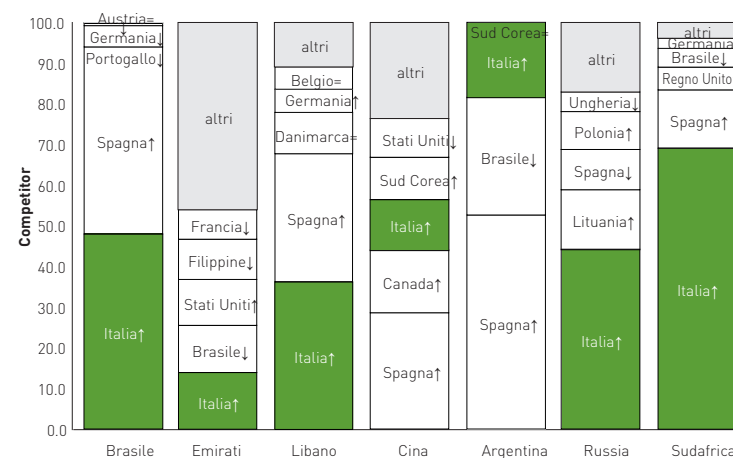 Competitor
100.0
90.0
80.0
70.0
60.0
50.0
40.0
30.0
20.0
10.0
0.0
Austria=
↓
Germania↓
Portogallo↓
Spagna↑
Italia↑
altri
Francia↓
Filippine↓
Stati Uniti↑
Brasile↓
Italia↑
altri
Belgio=
Germania↑
Danimarca=
Spagna↑
Italia↑
altri
Stati Uniti↓
Sud Corea↑
Italia↑
Canada↑
Spagna↑
Sud Corea=
Italia↑
Brasile↓
Spagna↑
altri
Ungheria↓
Polonia↑
Spagna↓
Lituania↑
Italia↑
altri
Germania
Brasile↓
Regno Unito
Spagna↑
Italia↑
Brasile Emirati Libano Cina Argentina Russia Sudafrica